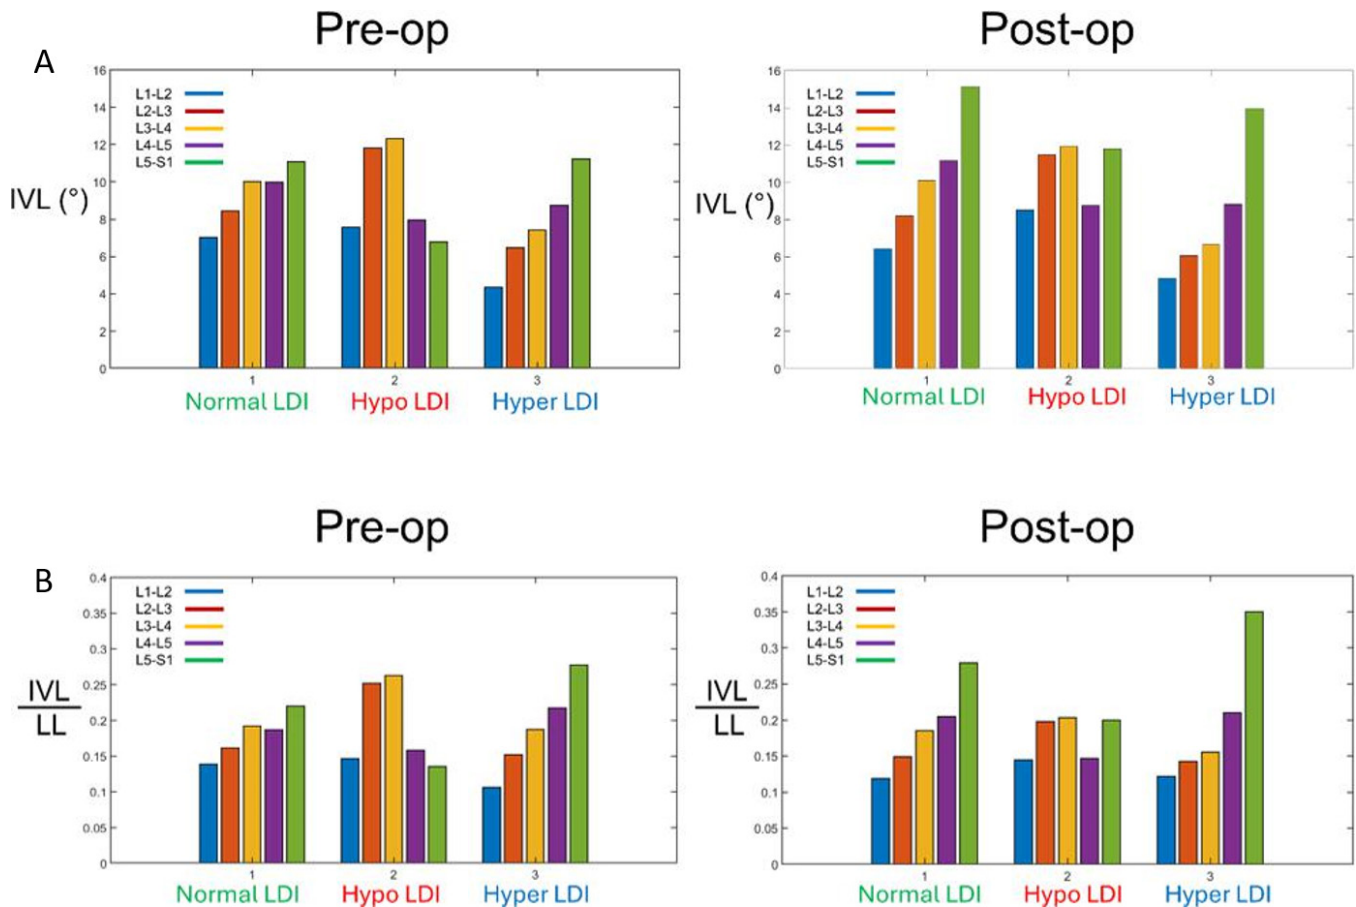 Pre-op
Post-op
A
16
14
12
10
8
6
4
2
0
IVL (°)
L1-L2
L2-L3
L3-L4
L4-L5
L5-S1
1
2
3
Normal LDI
Hypo LDI
Hyper LDI
16
14
12
10
8
6
4
2
0
IVL (°)
L1-L2
L2-L3
L3-L4
L4-L5
L5-S1
1
2
3
Normal LDI
Hypo LDI
Hyper LDI
Pre-op
Post-op
B
0.4
0.35
0.3
0.25
0.2
0.15
0.1
0.05
0
IVL
LL
L1-L2
L2-L3
L3-L4
L4-L5
L5-S1
1
2
3
Normal LDI
Hypo LDI
Hyper LDI
0.4
0.35
0.3
0.25
0.2
0.15
0.1
0.05
0
IVL
LL
L1-L2
L2-L3
L3-L4
L4-L5
L5-S1
1
2
3
Normal LDI
Hypo LDI
Hyper LDI